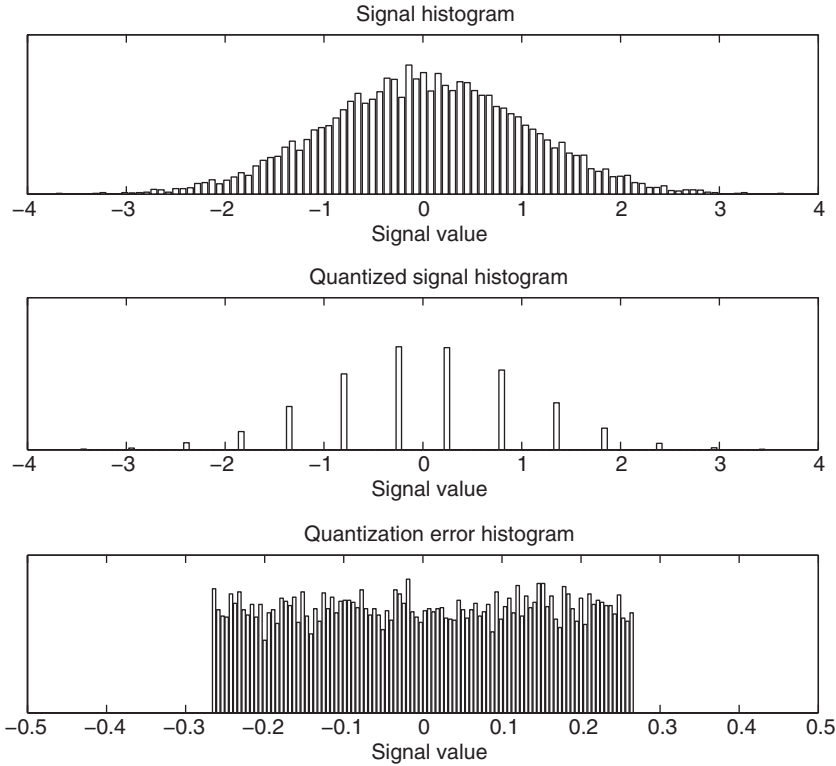 Signal histogram
−4 −3 −2 −1 0 1 2 3 4
Signal value
Quantized signal histogram
−4 −3 −2 −1 0 1 2 3 4
Signal value
Quantization error histogram
−0.5 −0.4 −0.3 −0.2 −0.1 0 0.1 0.2 0.3 0.4 0.5
Signal value